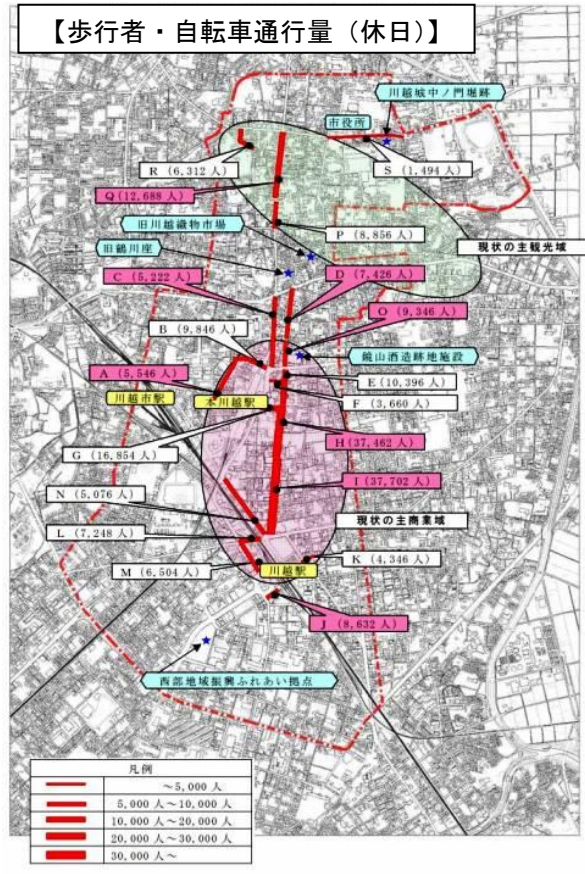 【歩行者・自転車通行量（休日）】
川越城中ノ門堀跡
市役所
R（6,312 人）
S（1,494 人）
Q（12,688 人）
旧川越織物市場
P（8,856 人）
旧鶴川座
現状の主観光域
C（5,222 人）
D（7,426 人）
O（9,346 人）
B（9,846 人）
鏡山酒造跡地施設
A（5,546 人）
E（10,396 人）
川越市駅
本川越駅
F（3,660 人）
H（37,462 人）
G（16,854 人）
I（37,702 人）
N（5,076 人）
現状の主商業域
L（7,248 人）
K（4,346 人）
M（6,504 人）
川越駅
J（8,632 人）
西部地域振興ふれあい拠点
凡例
～5,000 人
5,000 人～10,000 人
10,000 人～20,000 人
20,000 人～30,000 人
30,000 人～